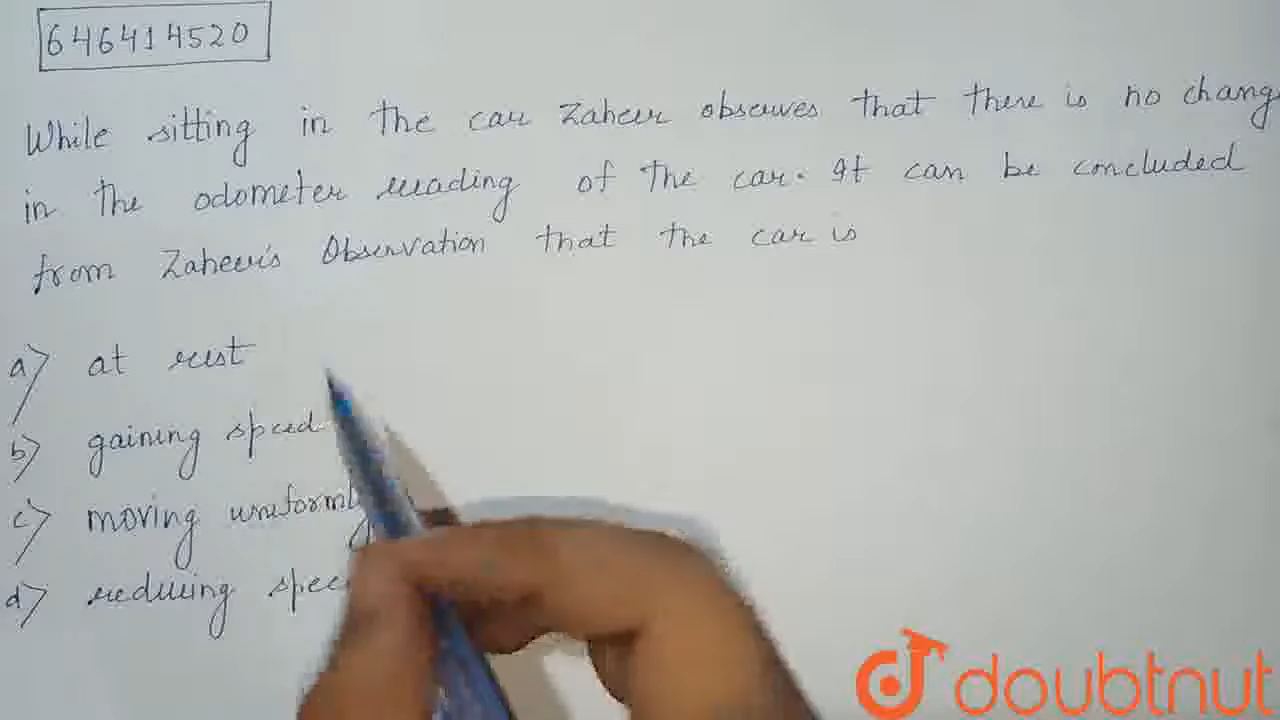 646414520
While sitting in the car Zaheer observes that there is no chang
in the odometer reading of the car. It can be concluded
from Zaheer's Observation that the car is
a) at rest
b) gaining speed
c) moving uniformly
d) reducing spee
doubtnut